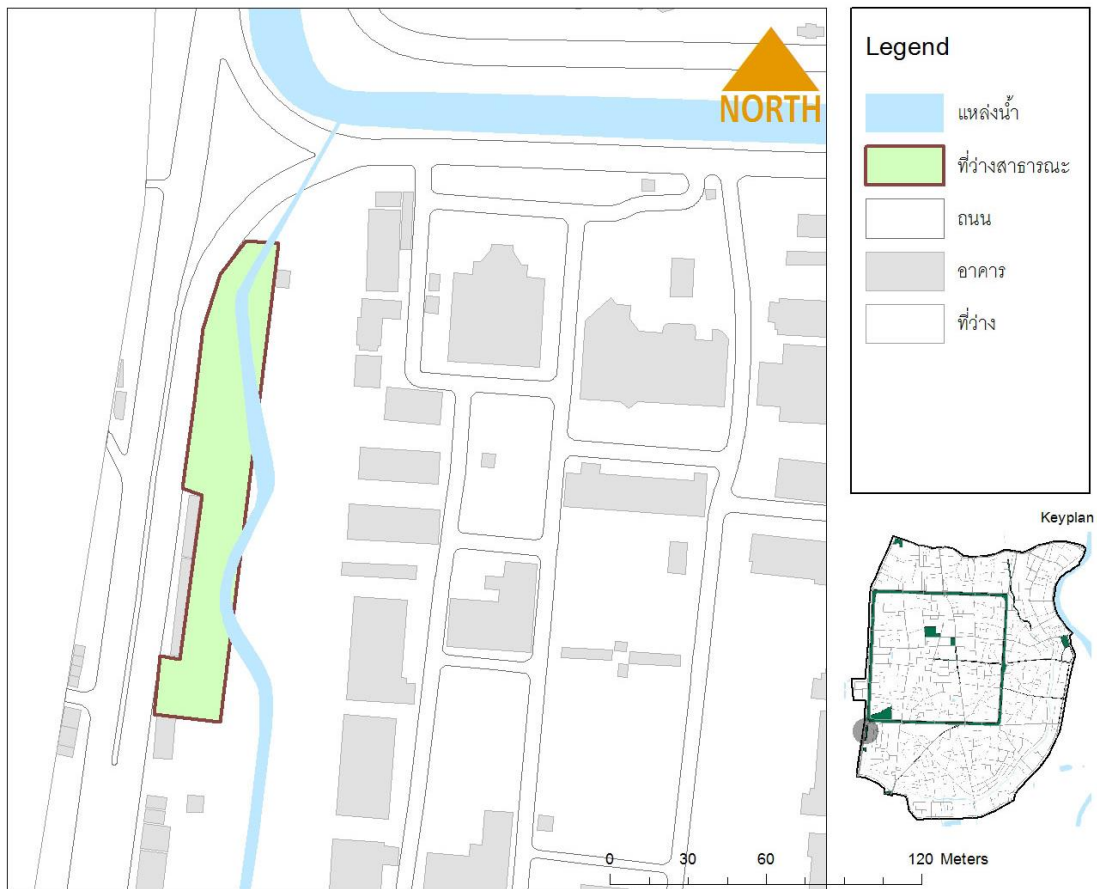 NORTH
Legend
แหล่งน้ำ
ที่ว่างสาธารณะ
ถนน
อาคาร
ที่ว่าง
Keyplan
0 30 60 120 Meters